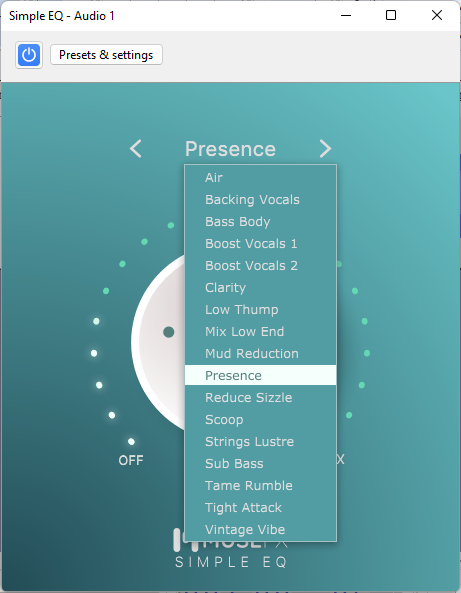 Simple EQ - Audio 1
Presets & settings
Presence
Air
Backing Vocals
Bass Body
Boost Vocals 1
Boost Vocals 2
Clarity
Low Thump
Mix Low End
Mud Reduction
Presence
Reduce Sizzle
Scoop
Strings Lustre
Sub Bass
Tame Rumble
Tight Attack
Vintage Vibe
OFF
X
SIMPLE EQ